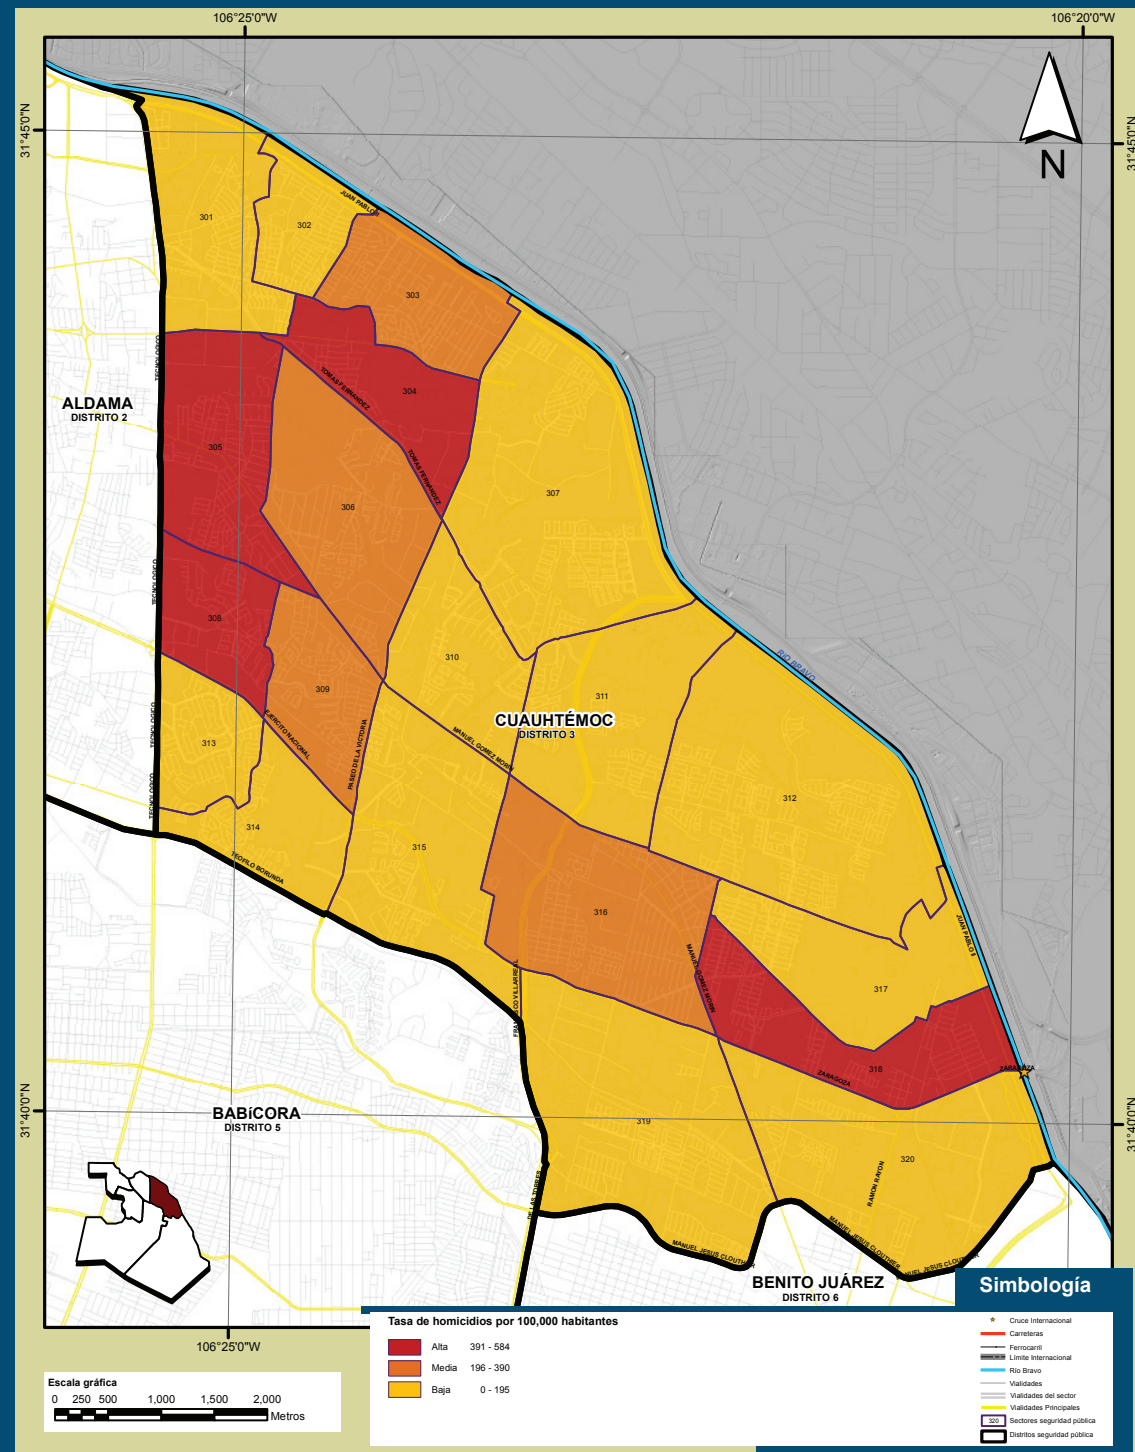 106°25'0"W
106°20'0"W
31°45'0"N
31°45'0"N
N
JUAN PABLO II
301
302
303
TECNOLOGICO
TOMAS FERNANDEZ
304
ALDAMA
DISTRITO 2
305
TOMAS FERNANDEZ
307
306
TECNOLOGICO
308
310
RIO BRAVO
309
311
CUAUHTÉMOC
DISTRITO 3
EJERCITO NACIONAL
TECNOLOGICO
313
PASEO DE LA VICTORIA
MANUEL GOMEZ MORIN
TECNOLOGICO
312
314
315
TEOFILO BORUNDA
316
JUAN PABLO II
MANUEL GOMEZ MORIN
317
FRANCISCO VILLARREAL
318
ZARAGOZA
ZARAGOZA
31°40'0"N
31°40'0"N
BABíCORA
DISTRITO 5
319
320
RAMON RAYON
DE LAS TORRES
MANUEL JESUS CLOUTHIER
MANUEL JESUS CLOUTHIER
MANUEL JESUS CLOUTHIER
BENITO JUÁREZ
DISTRITO 6
106°25'0"W
Simbología
Tasa de homicidios por 100,000 habitantes
Alta 391 - 584
Media 196 - 390
Baja 0 - 195
Cruce Internacional
Carreteras
Ferrocarril
Límite Internacional
Río Bravo
Vialidades
Vialidades del sector
Vialidades Principales
320 Sectores seguridad pública
Distritos seguridad pública
Escala gráfica
0 250 500 1,000 1,500 2,000
Metros